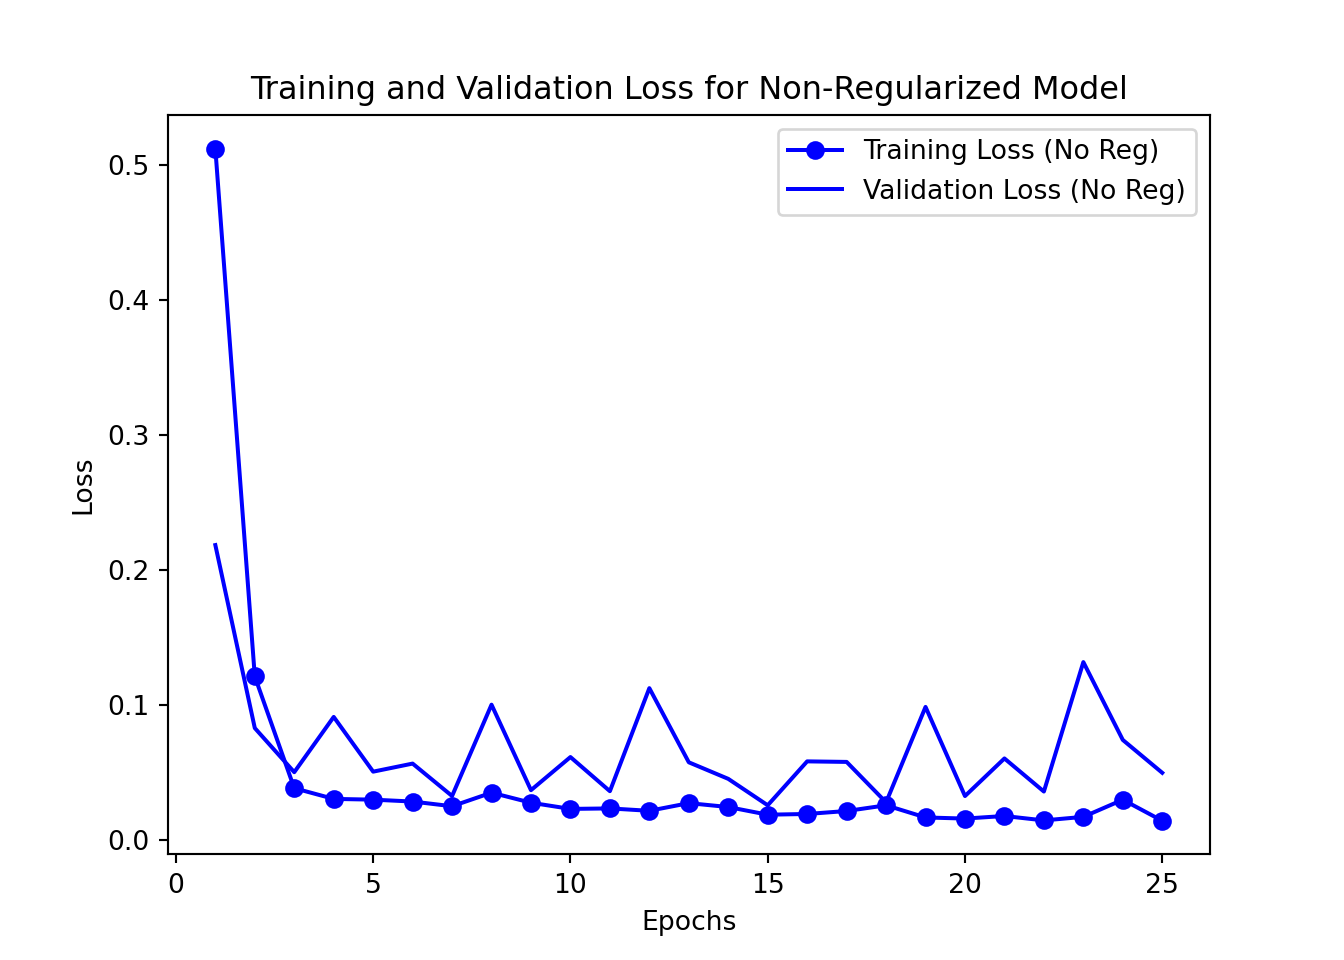 Training and Validation Loss for Non-Regularized Model
Training Loss (No Reg)
Validation Loss (No Reg)
Loss
0.5
0.4
0.3
0.2
0.1
0.0
0 5 10 15 20 25
Epochs